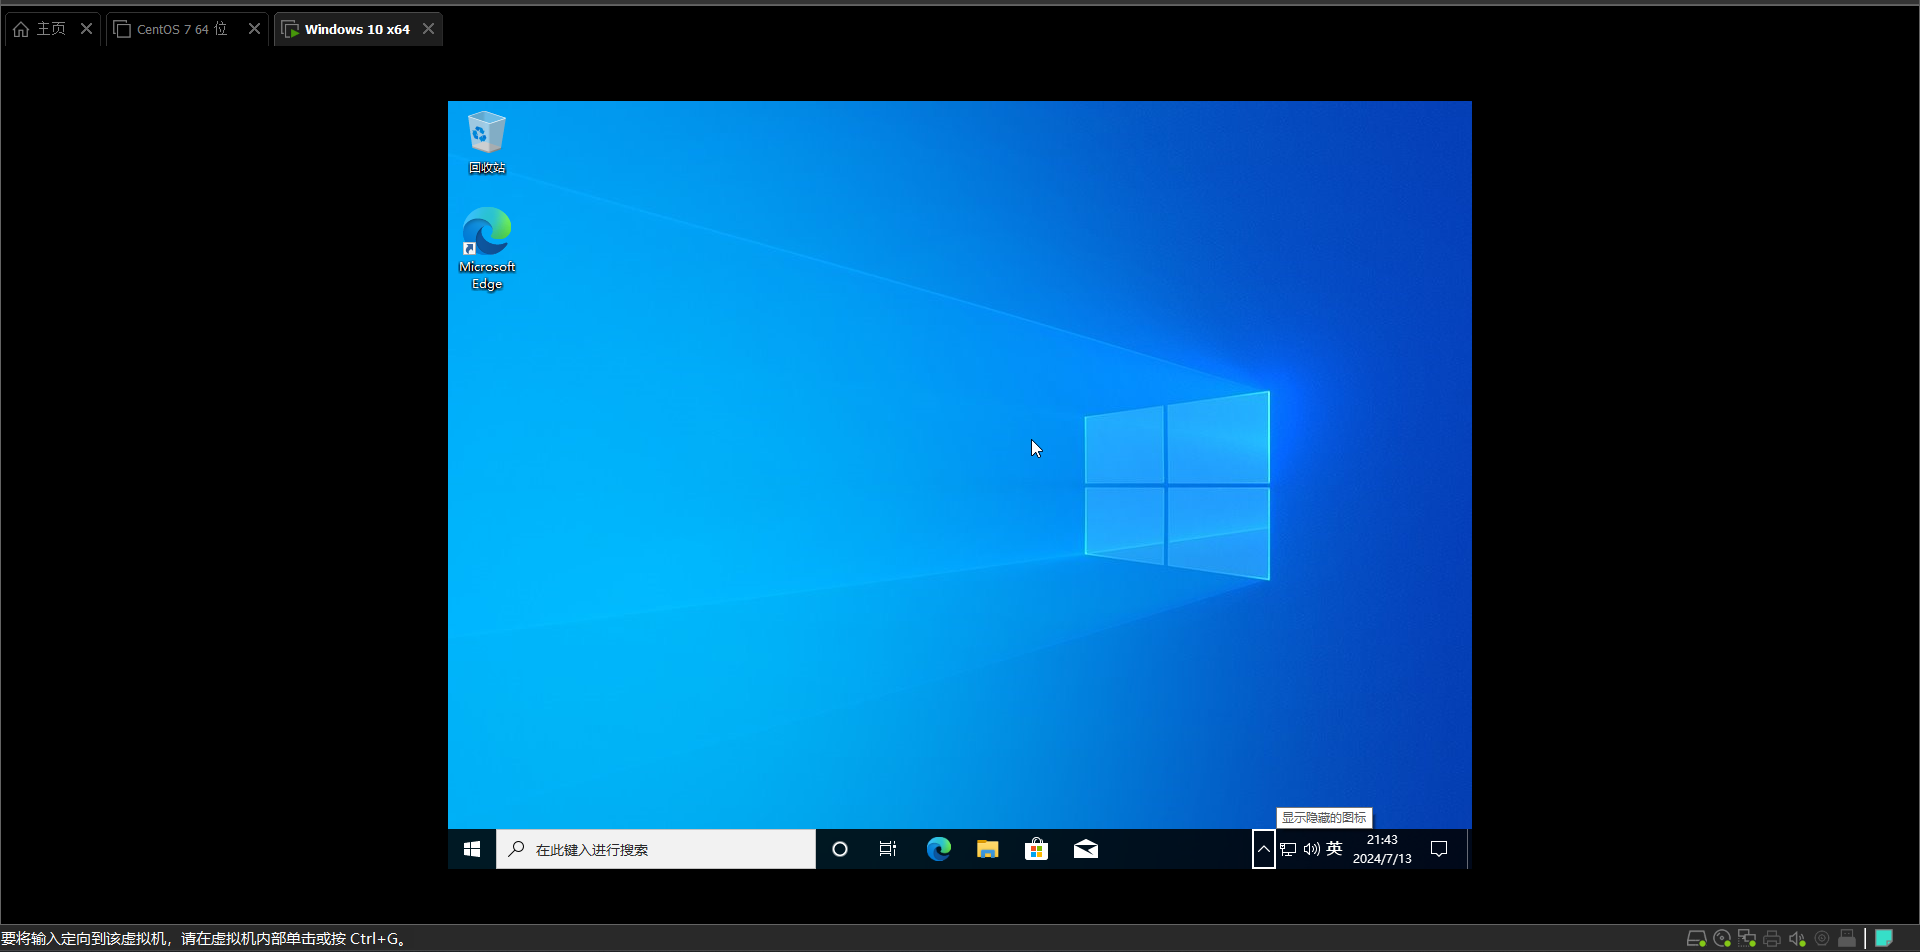 主页
CentOS 7 64 位
Windows 10 x64
回收站
Microsoft
Edge
显示隐藏的图标
在此键入进行搜索
英
21:43
2024/7/13
要将输入定向到该虚拟机，请在虚拟机内部单击或按 Ctrl+G。